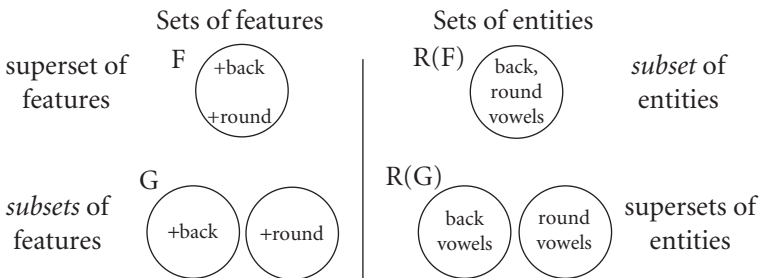 Sets of features
Sets of entities
superset of
features
F
+back
+round
R(F)
back,
round
vowels
subset of
entities
subsets of
features
G
+back
+round
R(G)
back
vowels
round
vowels
supersets of
entities